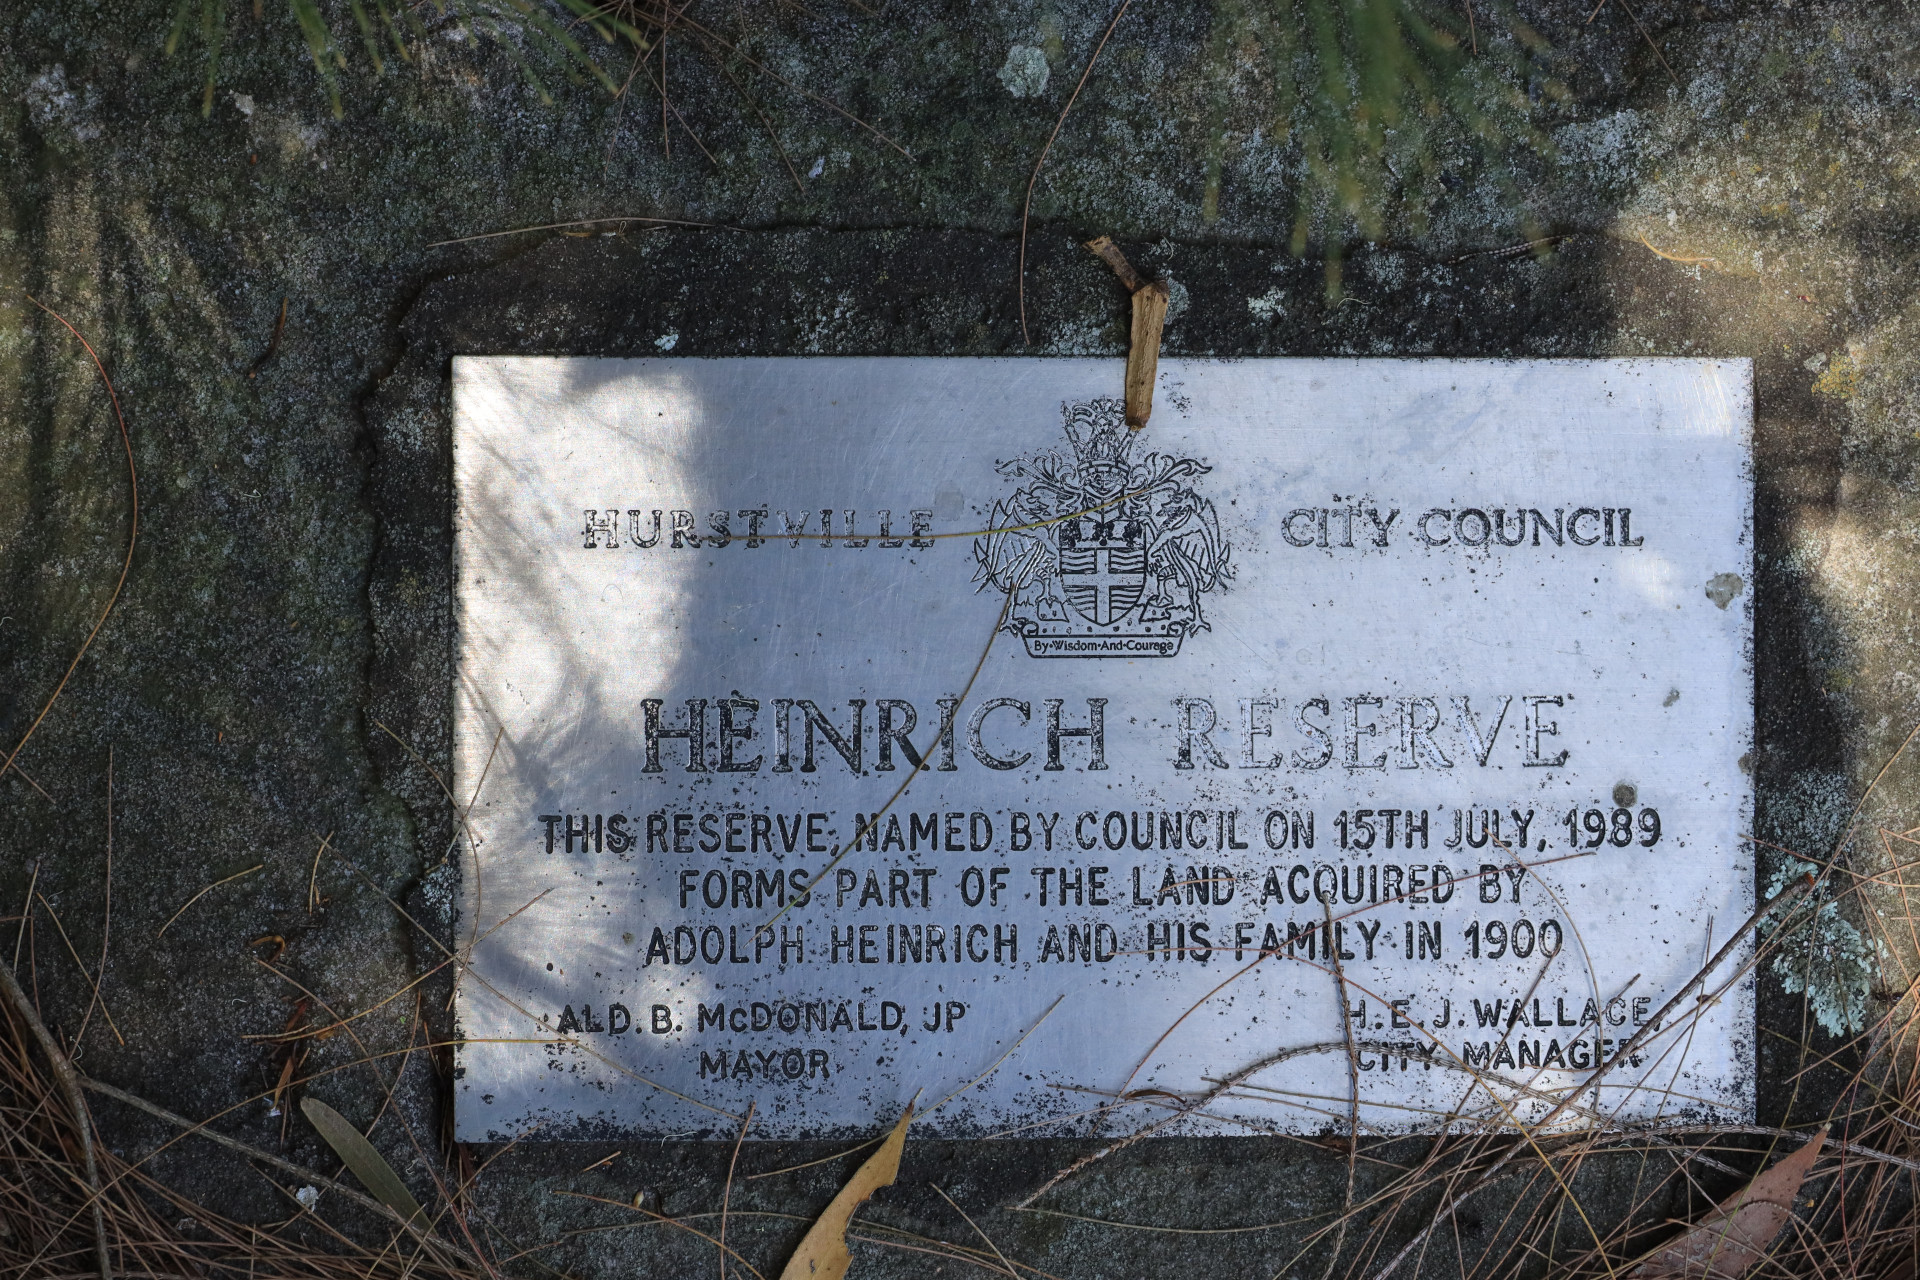 HURSTVILLE CITY COUNCIL
By·Wisdom·And·Courage
HEINRICH RESERVE
THIS RESERVE, NAMED BY COUNCIL ON 15TH JULY, 1989
FORMS PART OF THE LAND ACQUIRED BY
ADOLPH HEINRICH AND HIS FAMILY IN 1900
ALD. B. McDONALD, JP
MAYOR
H. E. J. WALLACE,
CITY MANAGER